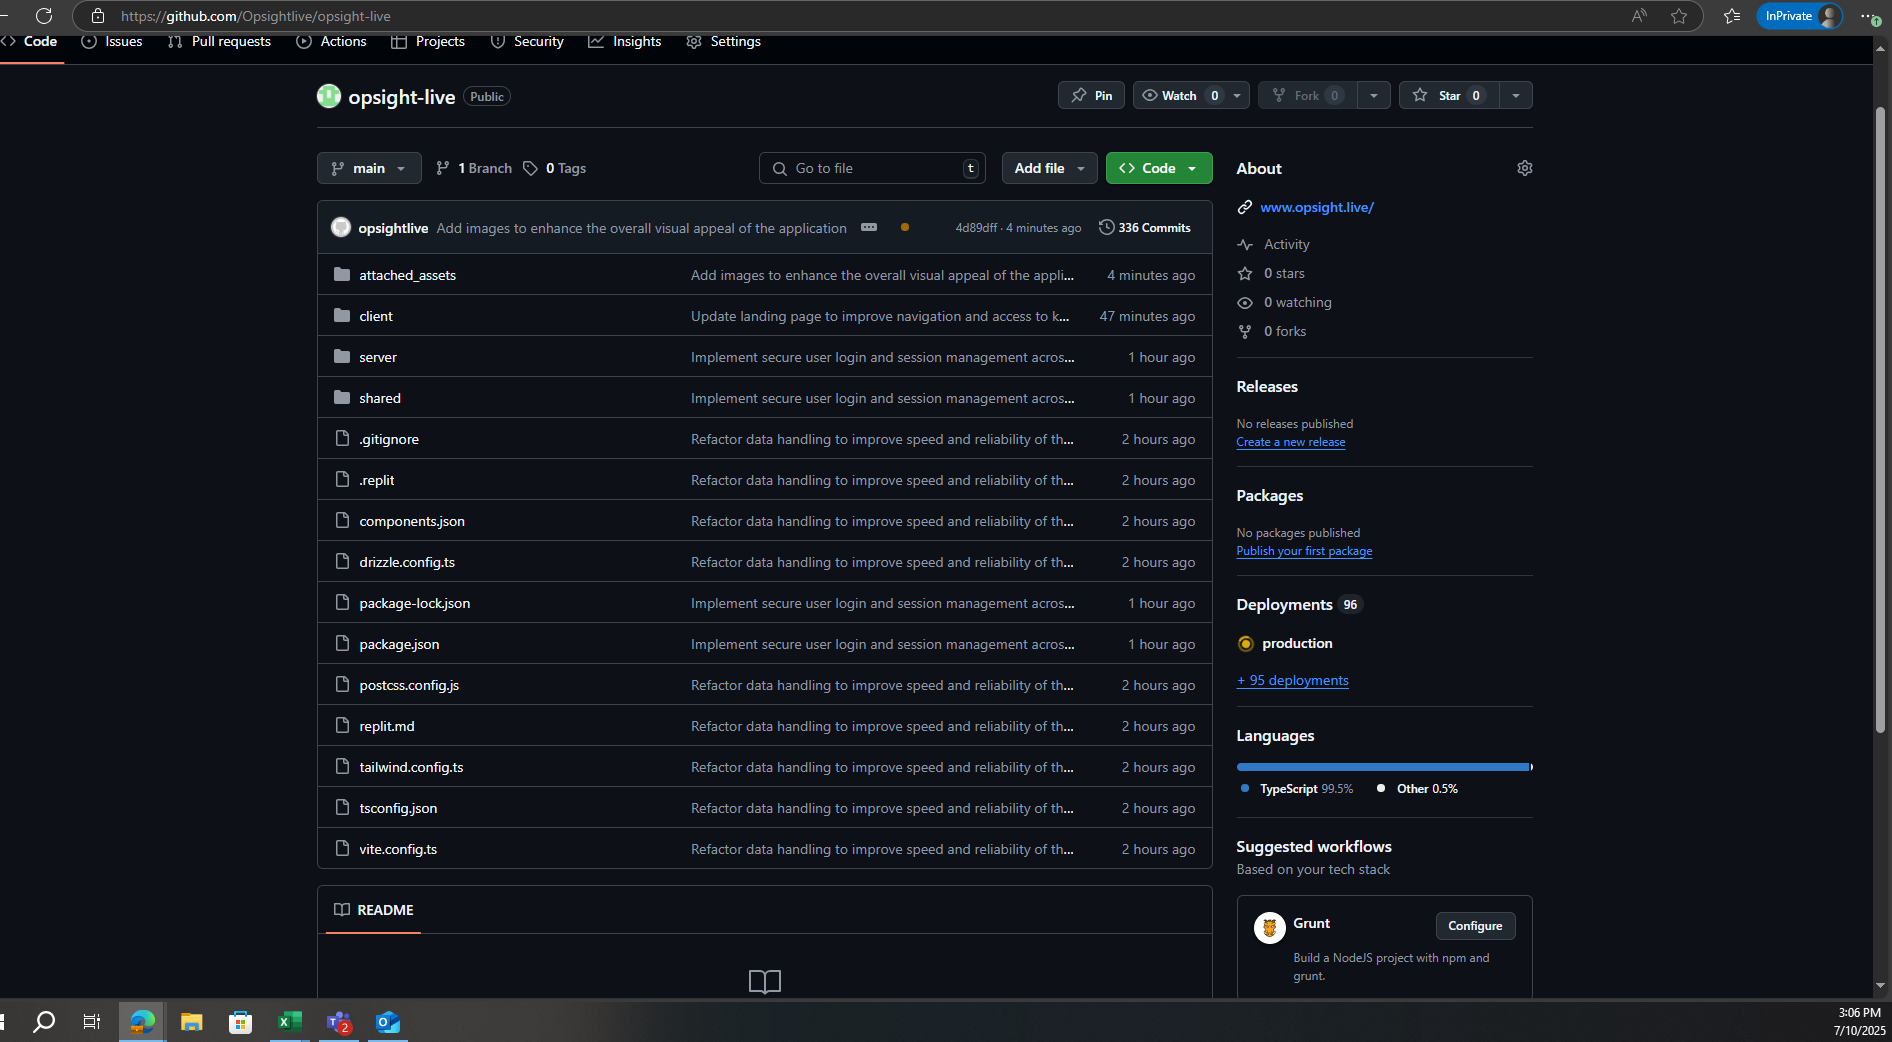 https://github.com/Opsightlive/opsight-live
InPrivate
Code Issues Pull requests Actions Projects Security Insights Settings
opsight-live Public
Pin Watch 0 Fork 0 Star 0
main 1 Branch 0 Tags Go to file t Add file Code
opsightlive Add images to enhance the overall visual appeal of the application 4d89dff · 4 minutes ago 336 Commits
attached_assets Add images to enhance the overall visual appeal of the appli... 4 minutes ago
client Update landing page to improve navigation and access to k... 47 minutes ago
server Implement secure user login and session management acros... 1 hour ago
shared Implement secure user login and session management acros... 1 hour ago
.gitignore Refactor data handling to improve speed and reliability of th... 2 hours ago
.replit Refactor data handling to improve speed and reliability of th... 2 hours ago
components.json Refactor data handling to improve speed and reliability of th... 2 hours ago
drizzle.config.ts Refactor data handling to improve speed and reliability of th... 2 hours ago
package-lock.json Implement secure user login and session management acros... 1 hour ago
package.json Implement secure user login and session management acros... 1 hour ago
postcss.config.js Refactor data handling to improve speed and reliability of th... 2 hours ago
replit.md Refactor data handling to improve speed and reliability of th... 2 hours ago
tailwind.config.ts Refactor data handling to improve speed and reliability of th... 2 hours ago
tsconfig.json Refactor data handling to improve speed and reliability of th... 2 hours ago
vite.config.ts Refactor data handling to improve speed and reliability of th... 2 hours ago
README
About
www.opsight.live/
Activity
0 stars
0 watching
0 forks
Releases
No releases published
Create a new release
Packages
No packages published
Publish your first package
Deployments 96
production
+ 95 deployments
Languages
TypeScript 99.5% Other 0.5%
Suggested workflows
Based on your tech stack
Grunt Configure
Build a NodeJS project with npm and
grunt.
2
3:06 PM
7/10/2025